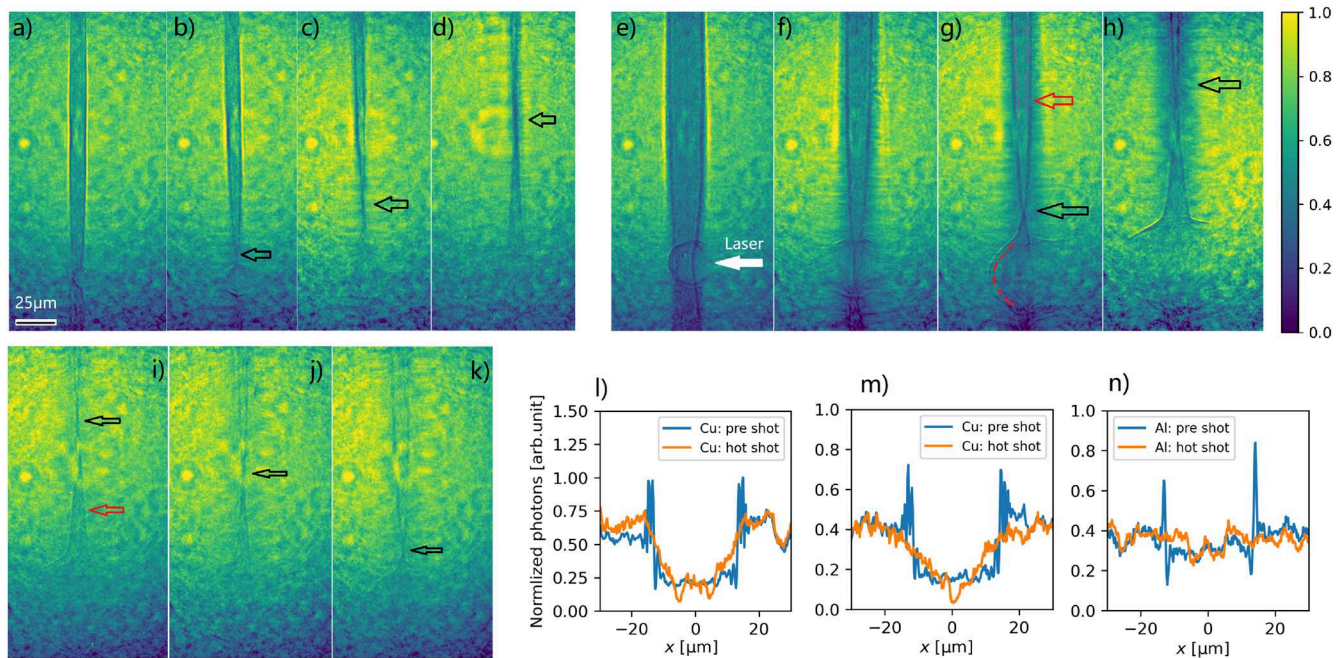 a)
b)
c)
d)
25μm
e)
f)
g)
h)
Laser
1.0
0.8
0.6
0.4
0.2
0.0
i)
j)
k)
l)
Normilized photons [arb.unit]
1.50
1.25
1.00
0.75
0.50
0.25
0.00
Cu: pre shot
Cu: hot shot
−20
0
20
x [μm]
m)
1.0
0.8
0.6
0.4
0.2
0.0
Cu: pre shot
Cu: hot shot
−20
0
20
x [μm]
n)
1.0
0.8
0.6
0.4
0.2
0.0
Al: pre shot
Al: hot shot
−20
0
20
x [μm]